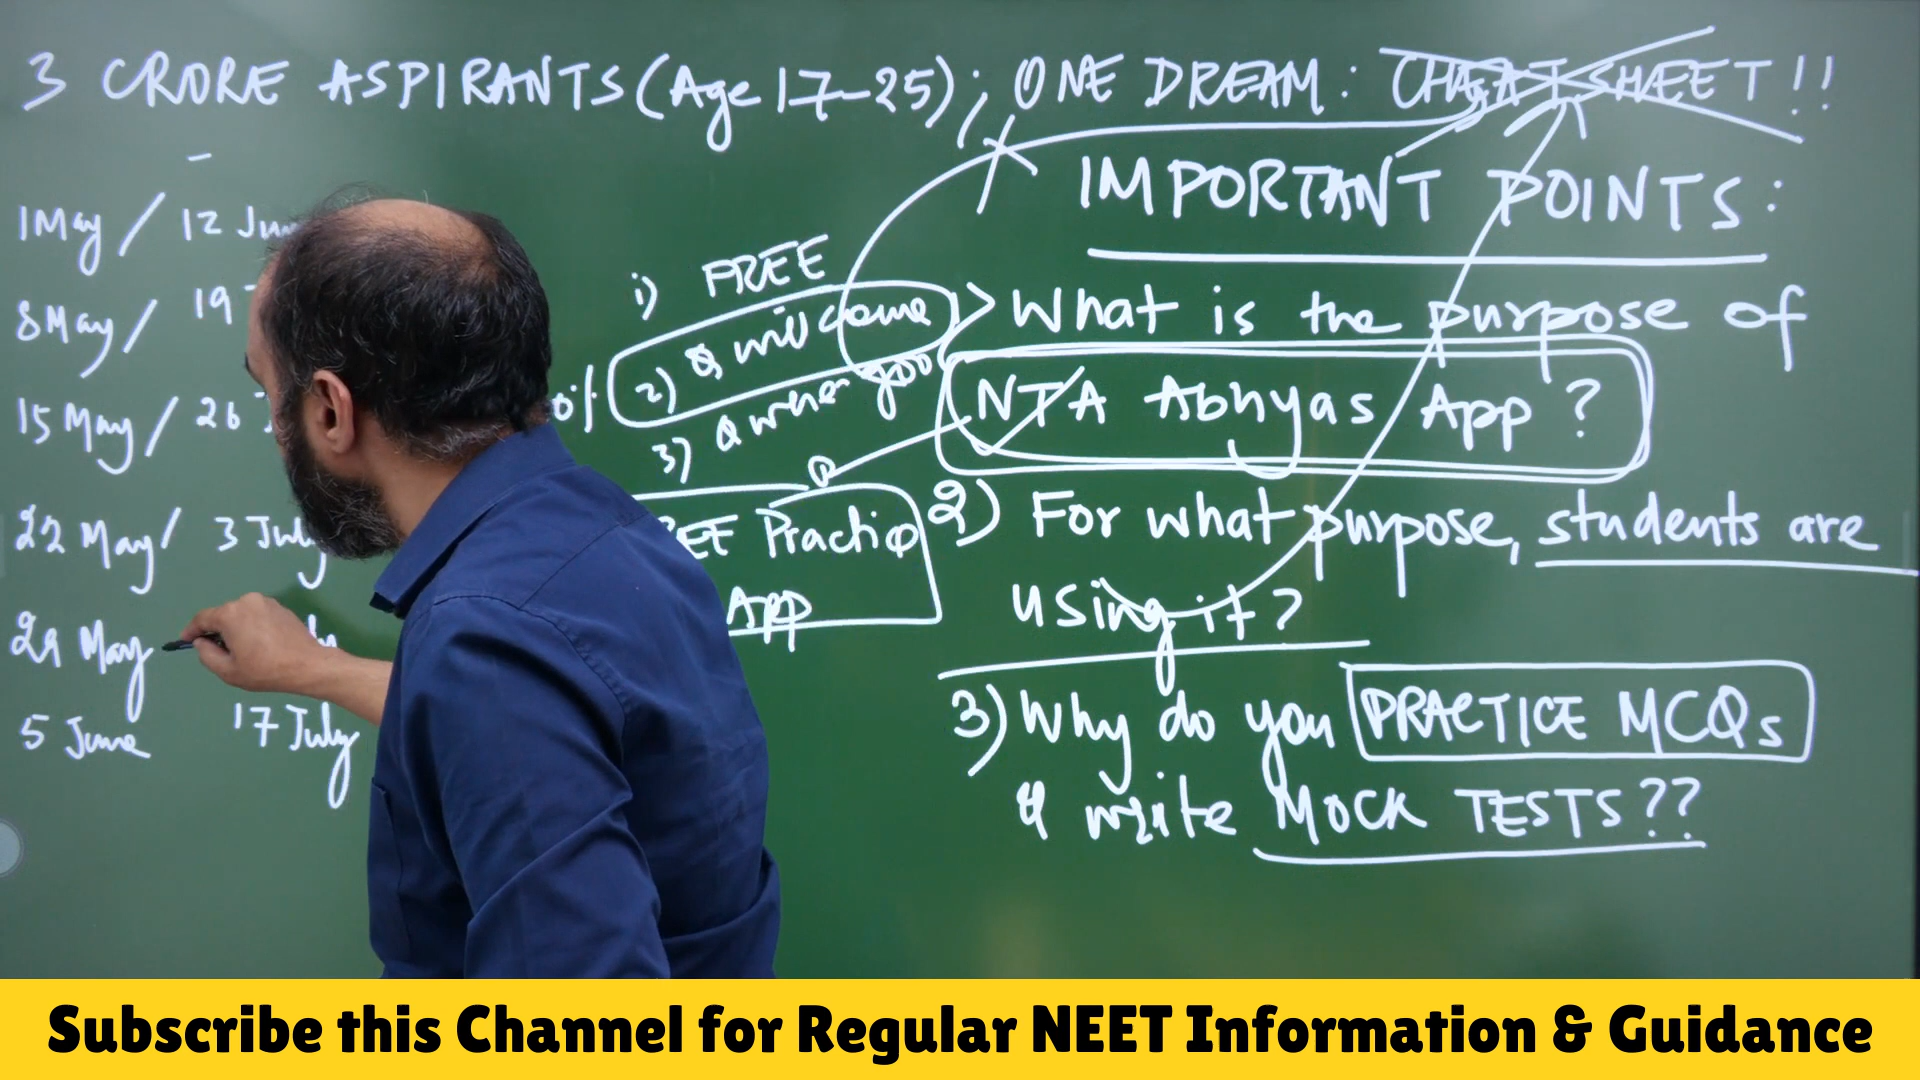 3 CRORE ASPIRANTS (Age 17-25); ONE DREAM: CHEAT SHEET!!
IMPORTANT POINTS:
1 May / 12 Jun
8 May / 19
15 May / 26
22 May / 3 July
29 May
5 June 17 July
i) FREE
2) Q will come
3) Q were
Practice
APP
> What is the purpose of
NTA Abhyas App ?
2) For what purpose, students are
using it?
3) Why do you PRACTICE MCQs
& write MOCK TESTS??
Subscribe this Channel for Regular NEET Information & Guidance